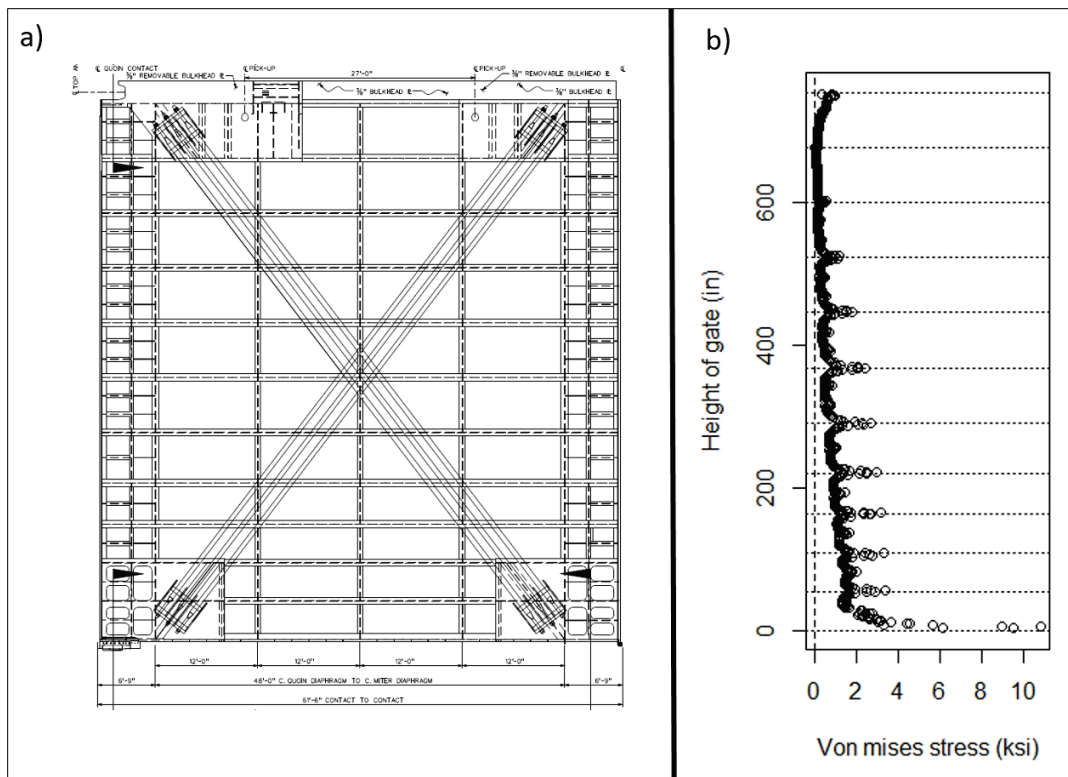 a)
℄ QUOIN CONTACT
℄ PICK-UP
27'-0"
℄ PICK-UP
℄
⅜" REMOVABLE BULKHEAD ℞
⅜" REMOVABLE BULKHEAD ℞
⅜" BULKHEAD ℞
⅜" BULKHEAD ℞
℄ TOP
12'-0"
12'-0"
12'-0"
12'-0"
6'-9"
48'-0" C. QUOIN DIAPHRAGM TO C. MITER DIAPHRAGM
6'-9"
61'-6" CONTACT TO CONTACT
b)
Height of gate (in)
600
400
200
0
0
2
4
6
8
10
Von mises stress (ksi)